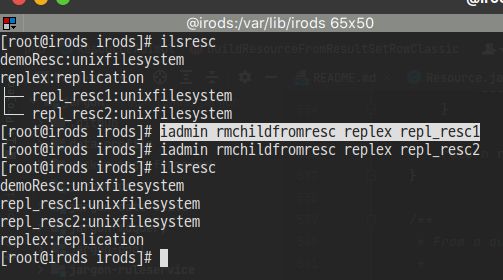 @irods:/var/lib/irods 65x50
[root@irods irods]# ilsresc
demoResc:unixfilesystem
replex:replication
├── repl_resc1:unixfilesystem
└── repl_resc2:unixfilesystem
[root@irods irods]# iadmin rmchildfromresc replex repl_resc1
[root@irods irods]# iadmin rmchildfromresc replex repl_resc2
[root@irods irods]# ilsresc
demoResc:unixfilesystem
repl_resc1:unixfilesystem
repl_resc2:unixfilesystem
replex:replication
[root@irods irods]#